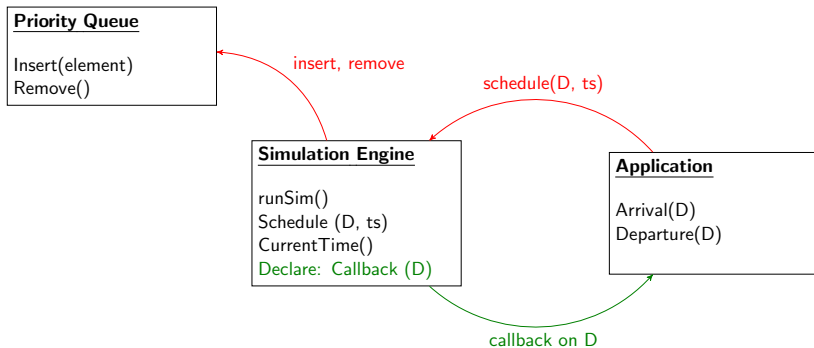 Priority Queue
Insert(element)
Remove()
insert, remove
schedule(D, ts)
Simulation Engine
runSim()
Schedule (D, ts)
CurrentTime()
Declare: Callback (D)
Application
Arrival(D)
Departure(D)
callback on D